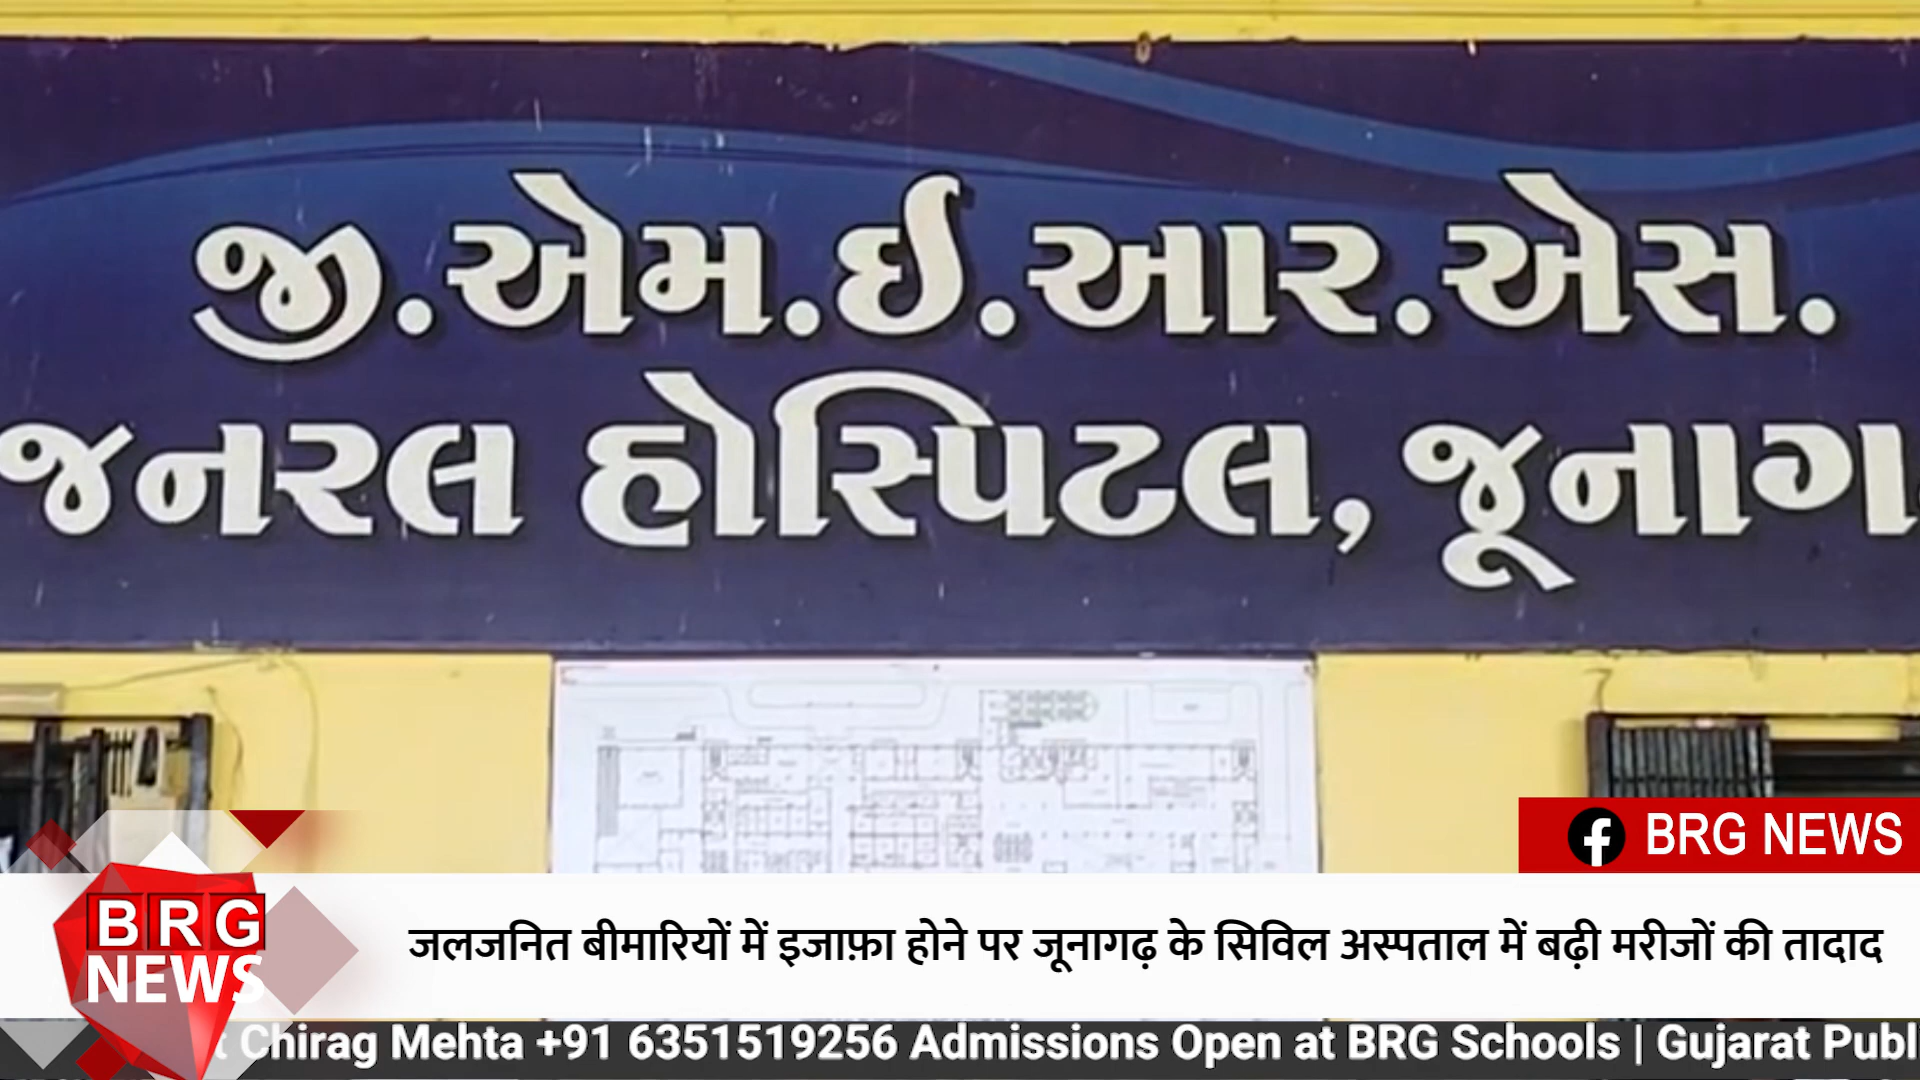 જી.એમ.ઈ.આર.એસ.
જનરલ હોસ્પિટલ, જૂનાગ
BRG NEWS
BRG
NEWS
जलजनित बीमारियों में इजाफ़ा होने पर जूनागढ़ के सिविल अस्पताल में बढ़ी मरीजों की तादाद
t Chirag Mehta +91 6351519256 Admissions Open at BRG Schools | Gujarat Publ